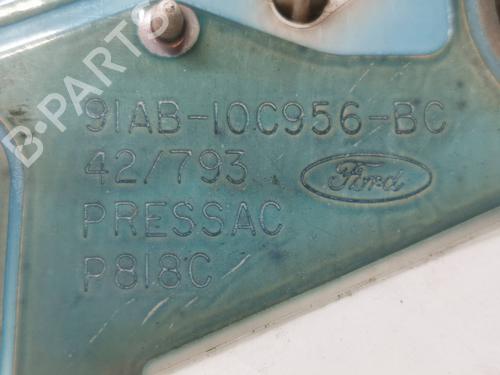 B-PARTS
91AB-10C956-BC
42/793
Ford
PRESSAC
P818C